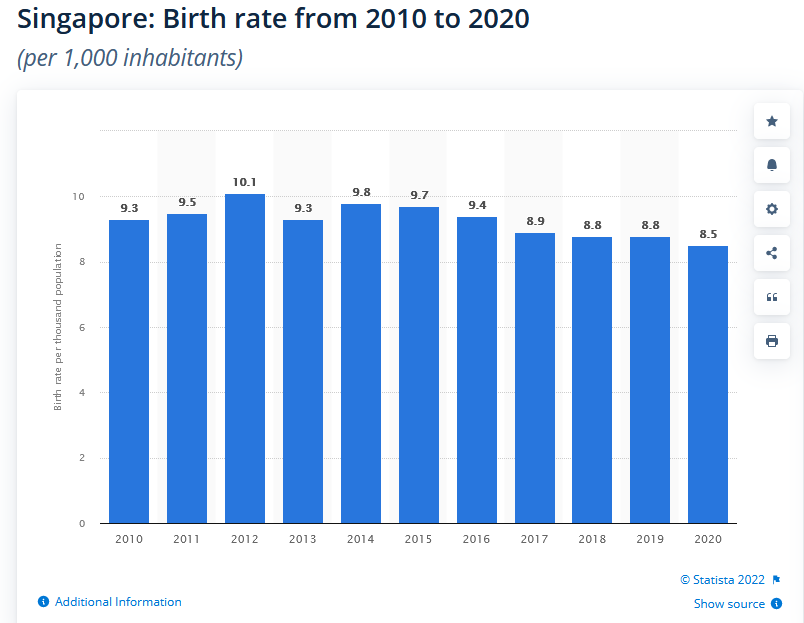 Singapore: Birth rate from 2010 to 2020
(per 1,000 inhabitants)
Birth rate per thousand population
10
8
6
4
2
0
9.3
9.5
10.1
9.3
9.8
9.7
9.4
8.9
8.8
8.8
8.5
2010 2011 2012 2013 2014 2015 2016 2017 2018 2019 2020
© Statista 2022
Additional Information
Show source